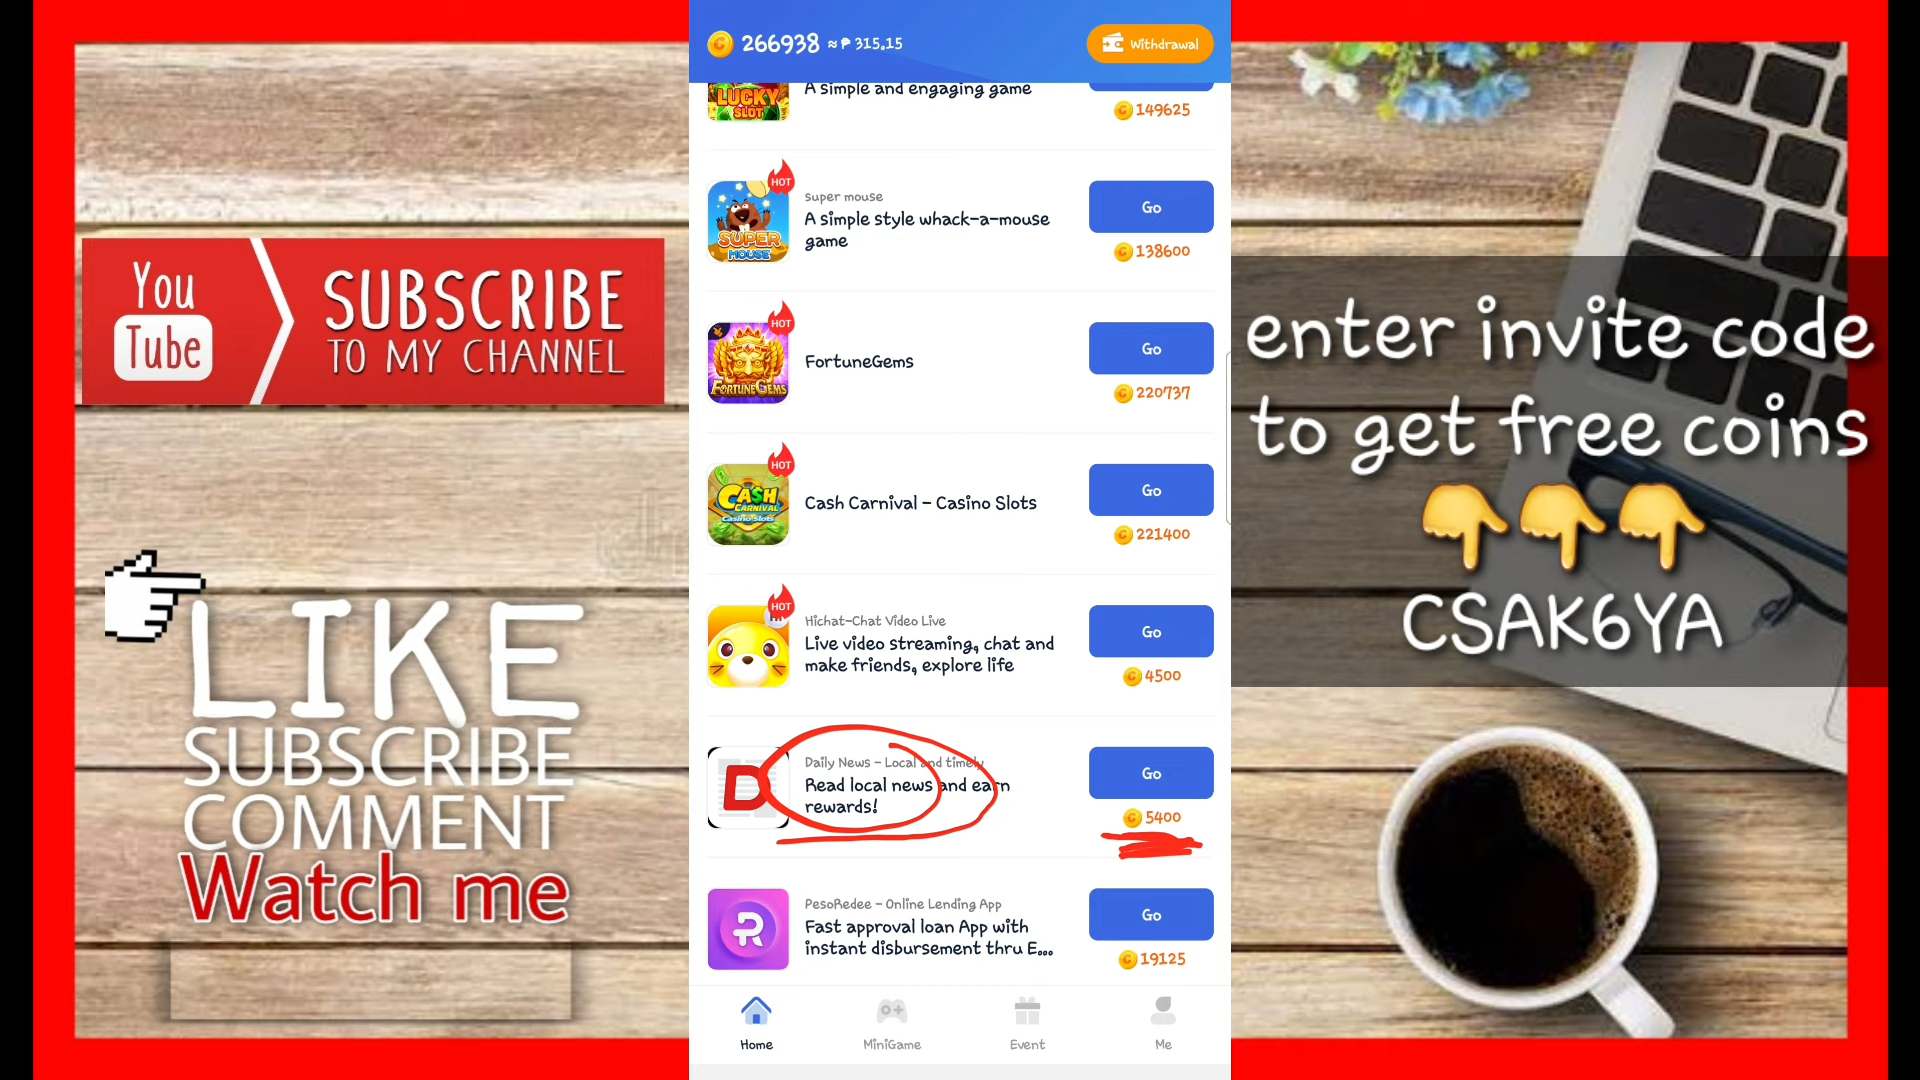 You
Tube
SUBSCRIBE
TO MY CHANNEL
LIKE
SUBSCRIBE
COMMENT
Watch me
266938 ≈ ₱ 315.15
Withdrawal
LUCKY
SLOT
A simple and engaging game
149625
HOT
SUPER
MOUSE
super mouse
A simple style whack-a-mouse
game
Go
138600
HOT
FORTUNE GEMS
FortuneGems
Go
220737
HOT
CASH
CARNIVAL
Casino Slots
Cash Carnival - Casino Slots
Go
221400
HOT
Hichat-Chat Video Live
Live video streaming, chat and
make friends, explore life
Go
4500
D
Daily News - Local and timely
Read local news and earn
rewards!
Go
5400
R
PesoRedee - Online Lending App
Fast approval loan App with
instant disbursement thru E...
Go
19125
Home
MiniGame
Event
Me
enter invite code
to get free coins
👇👇👇
CSAK6YA